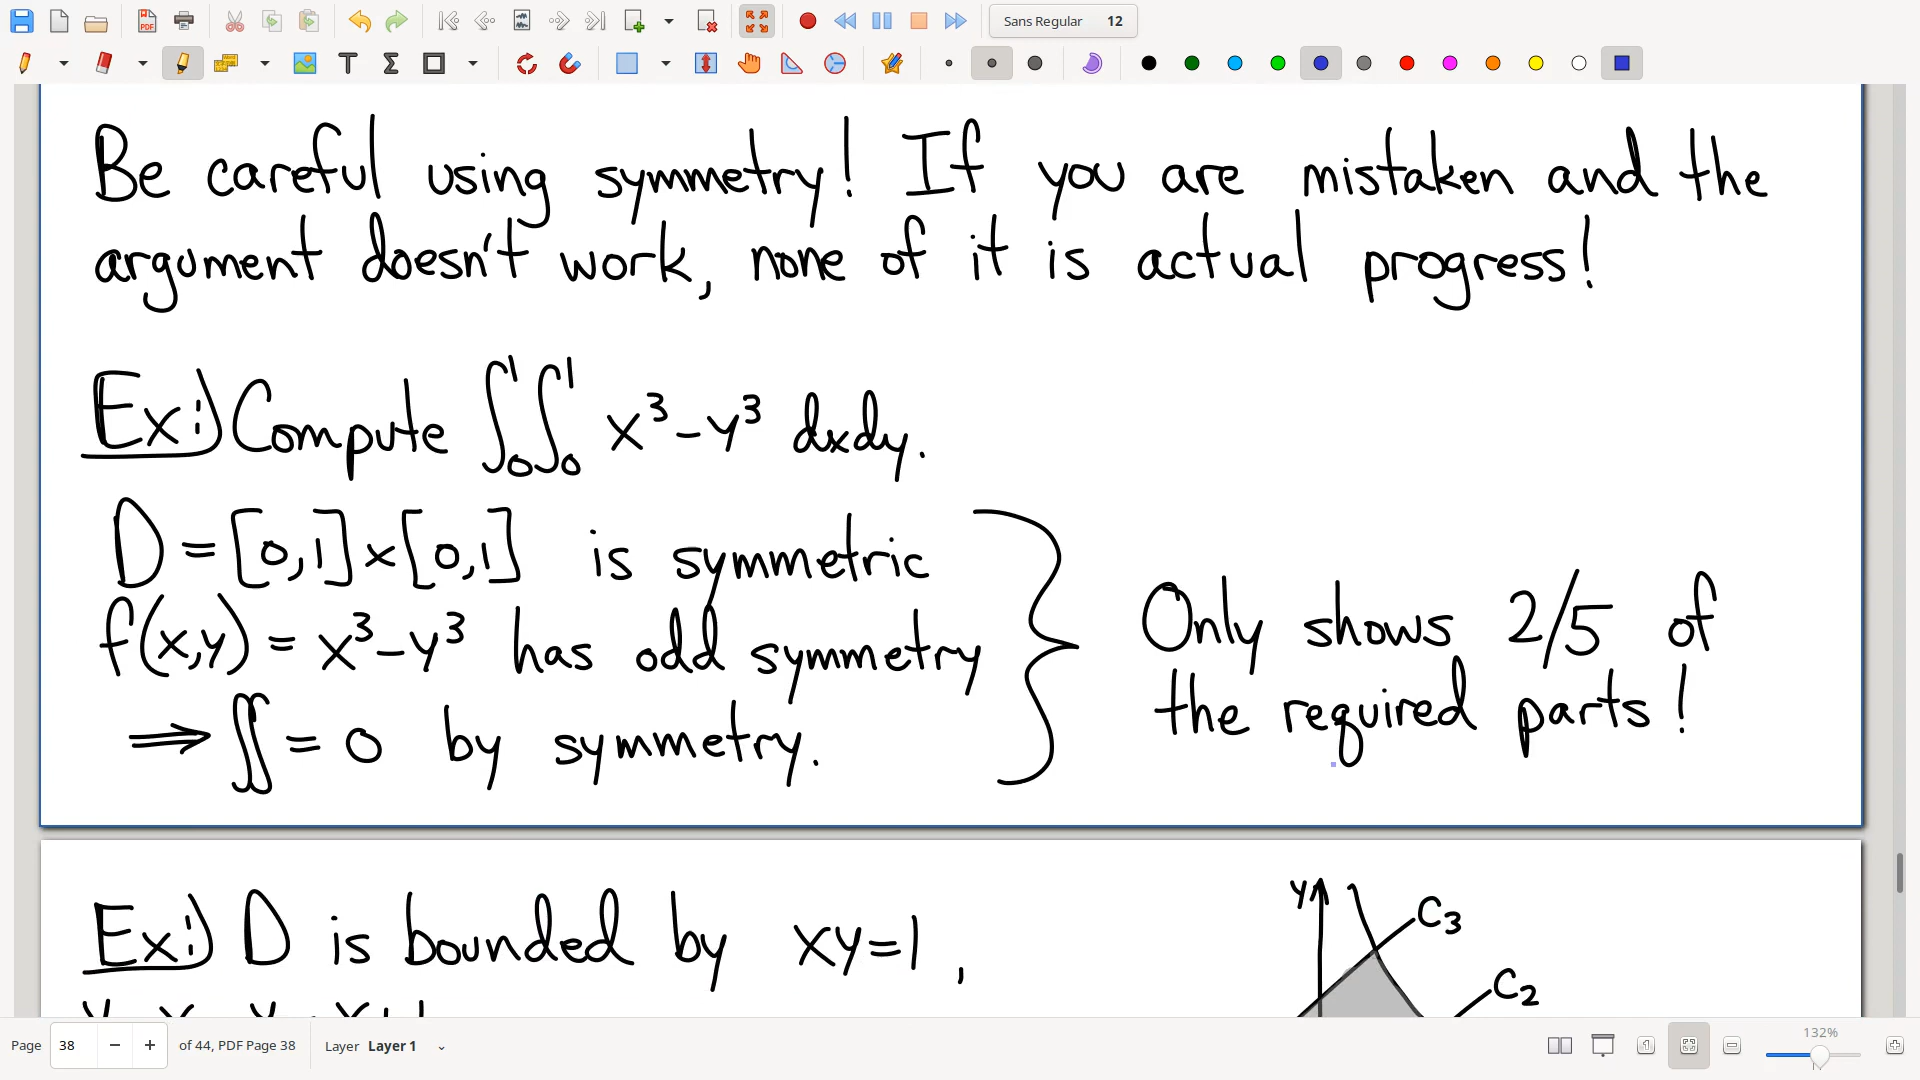 Sans Regular 12
Be careful using symmetry! If you are mistaken and the
argument doesn't work, none of it is actual progress!
Ex:) Compute ∫₀¹∫₀¹ x³-y³ dxdy.
D = [0,1]x[0,1] is symmetric
f(x,y) = x³-y³ has odd symmetry
⟹ ∬ = 0 by symmetry.
Only shows 2/5 of
the required parts!
Ex:) D is bounded by xy=1,
y C₃
C₂
Page 38 of 44, PDF Page 38 Layer Layer 1 132%